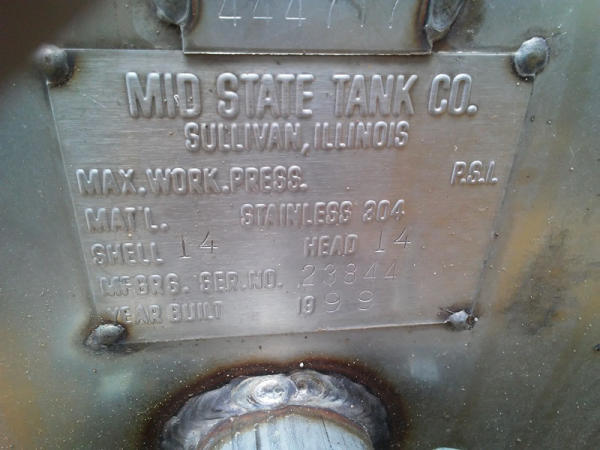 444717
MID STATE TANK CO.
SULLIVAN, ILLINOIS
MAX. WORK. PRESS. P.S.I.
MAT'L. STAINLESS 304
SHELL 14 HEAD 14
MFGRS. SER. NO. 23844
YEAR BUILT 1999